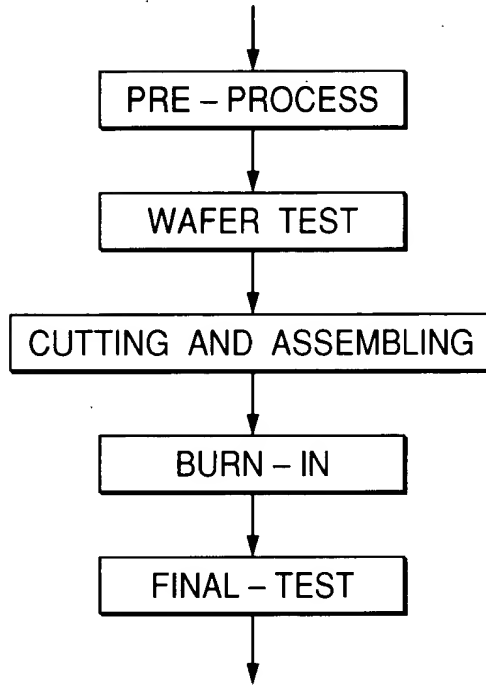 PRE – PROCESS
WAFER TEST
CUTTING AND ASSEMBLING
BURN – IN
FINAL – TEST